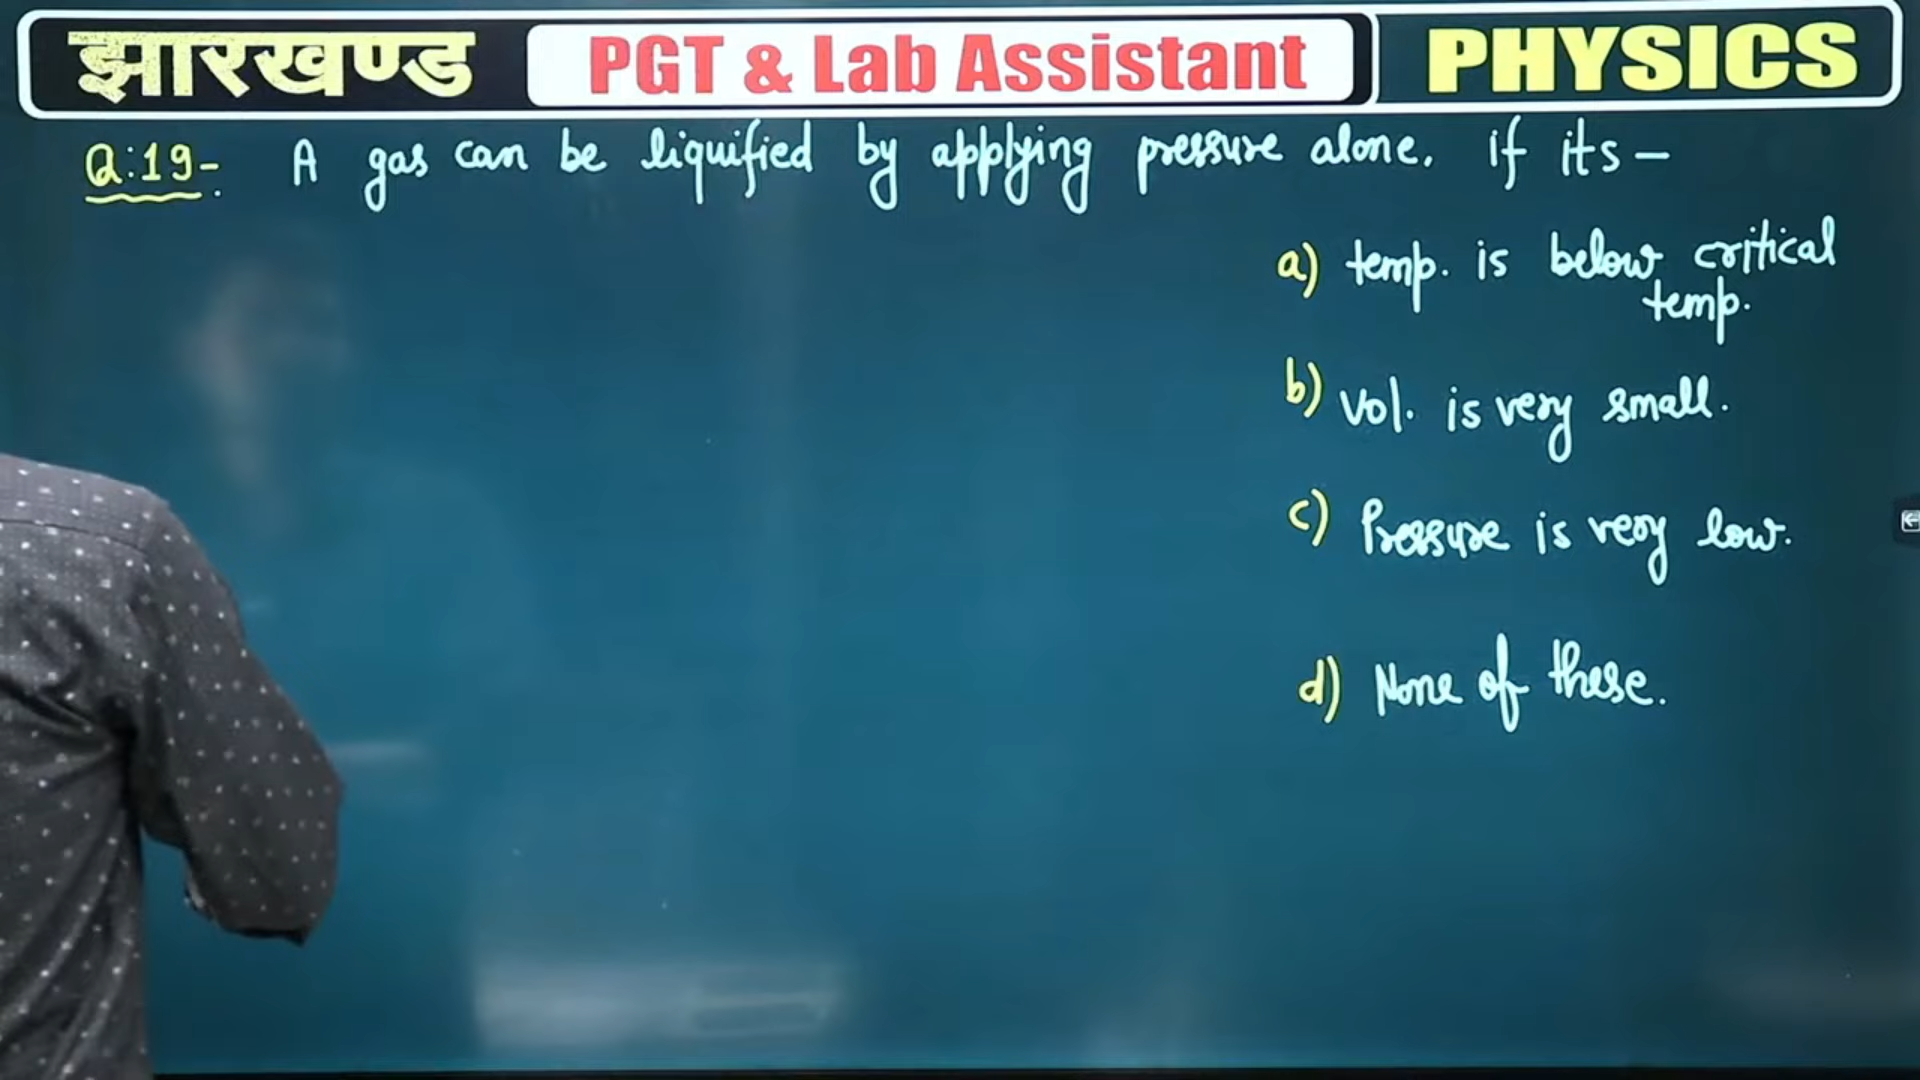 झारखण्ड PGT & Lab Assistant PHYSICS
Q:19- A gas can be liquified by applying pressure alone. if its –
a) temp. is below critical
temp.
b) Vol. is very small.
c) Pressure is very low.
d) None of these.